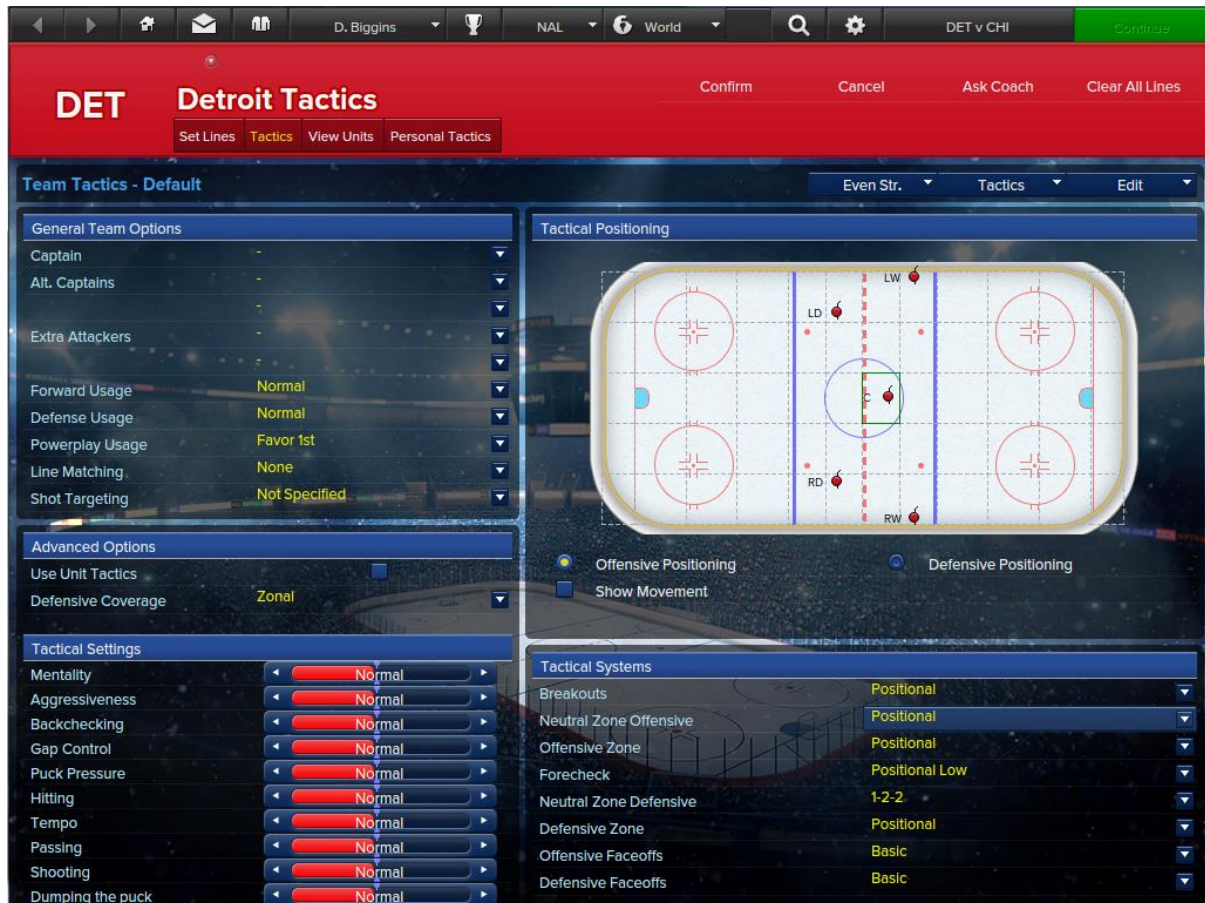 D. Biggins NAL World DET v CHI Continue
DET Detroit Tactics
Confirm Cancel Ask Coach Clear All Lines
Set Lines Tactics View Units Personal Tactics
Team Tactics - Default
Even Str. Tactics Edit
General Team Options
Captain -
Alt. Captains -
-
Extra Attackers -
-
Forward Usage Normal
Defense Usage Normal
Powerplay Usage Favor 1st
Line Matching None
Shot Targeting Not Specified
Advanced Options
Use Unit Tactics
Defensive Coverage Zonal
Tactical Settings
Mentality Normal
Aggressiveness Normal
Backchecking Normal
Gap Control Normal
Puck Pressure Normal
Hitting Normal
Tempo Normal
Passing Normal
Shooting Normal
Dumping the puck Normal
Tactical Positioning
LW
LD
C
RD
RW
Offensive Positioning Defensive Positioning
Show Movement
Tactical Systems
Breakouts Positional
Neutral Zone Offensive Positional
Offensive Zone Positional
Forecheck Positional Low
Neutral Zone Defensive 1-2-2
Defensive Zone Positional
Offensive Faceoffs Basic
Defensive Faceoffs Basic